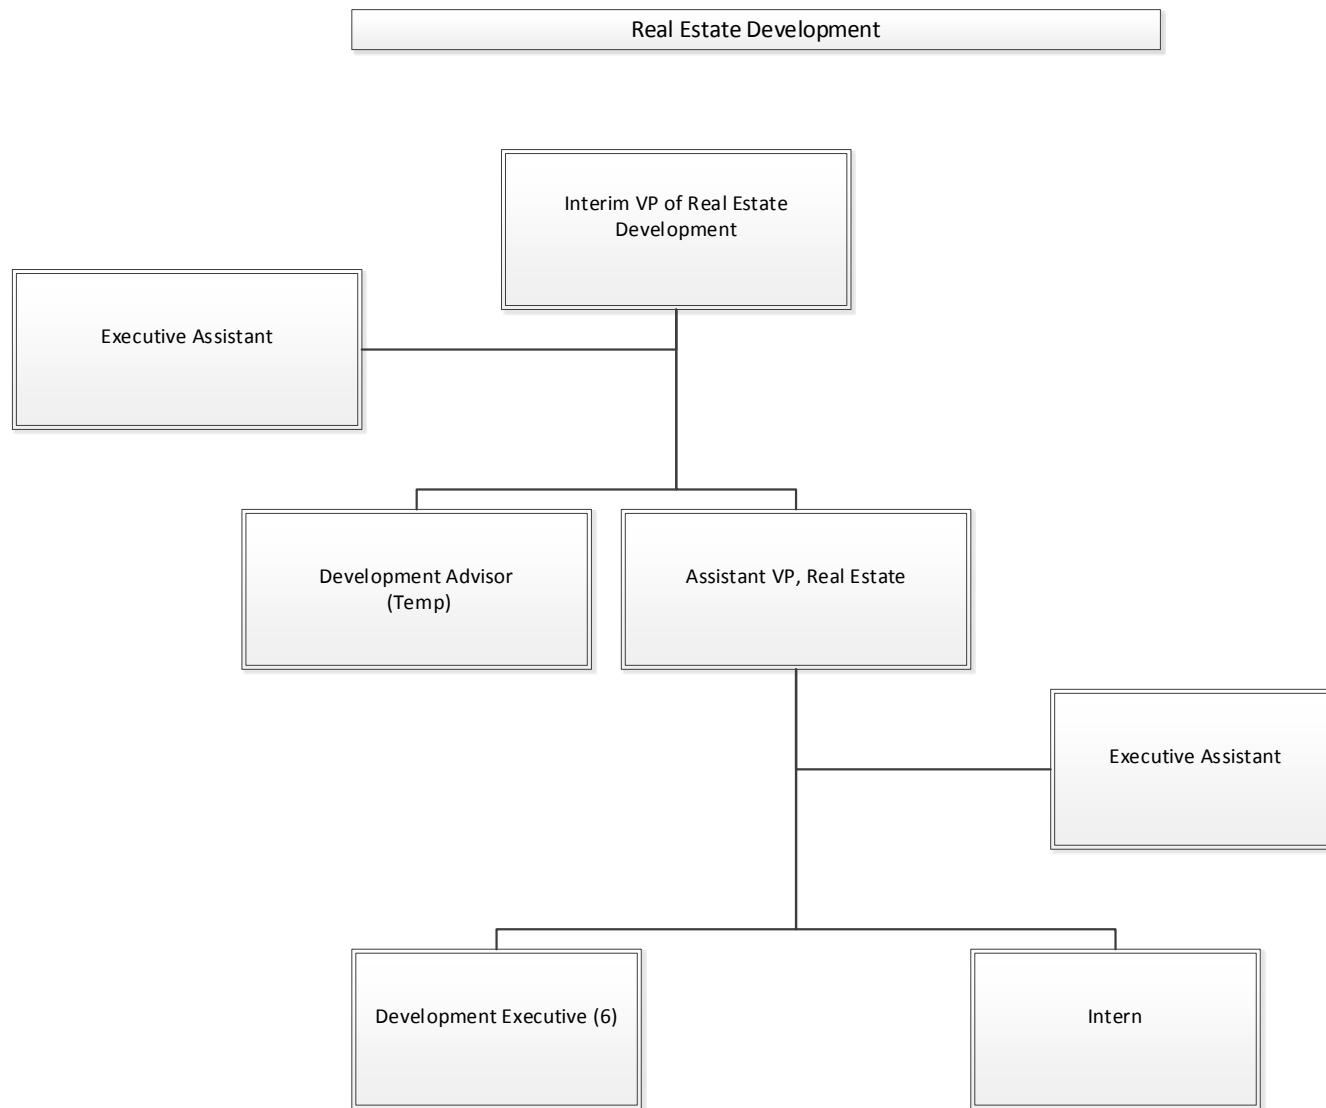 Real Estate Development
Interim VP of Real Estate
Development
Executive Assistant
Development Advisor
(Temp)
Assistant VP, Real Estate
Executive Assistant
Development Executive (6)
Intern